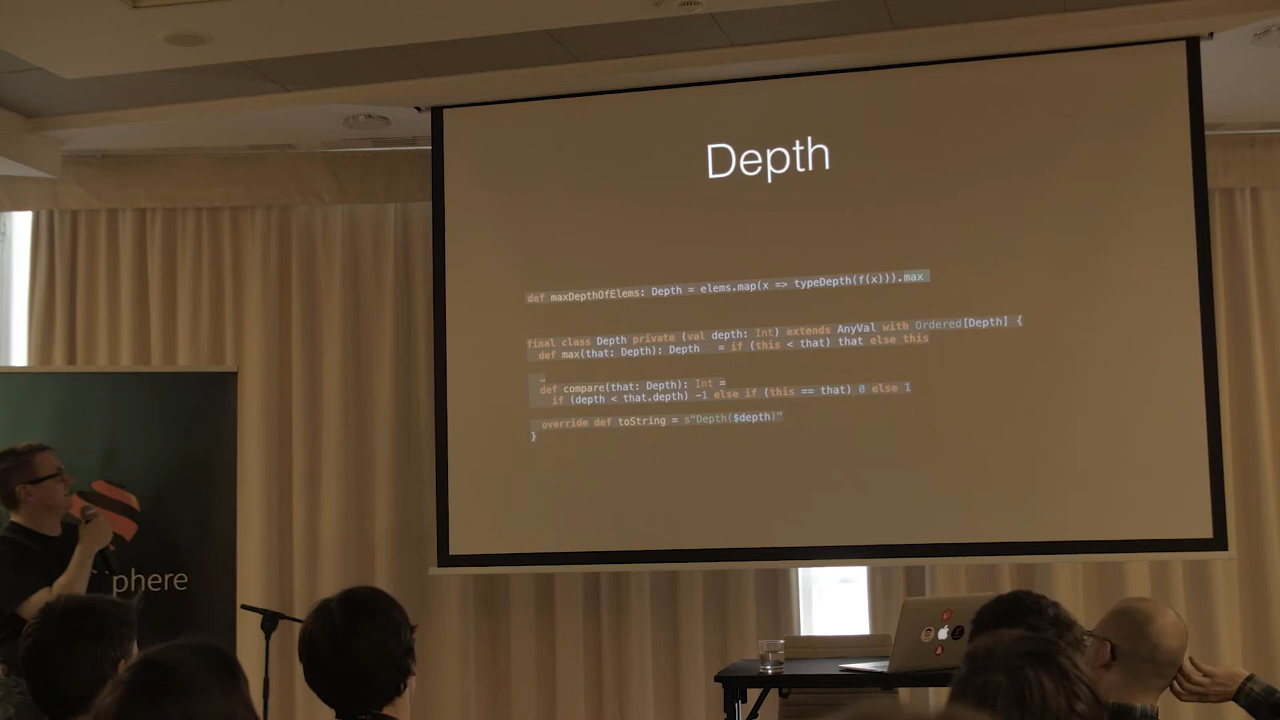 Depth
def maxDepthOfElems: Depth = elems.map(x => typeDepth(f(x))).max
final class Depth private (val depth: Int) extends AnyVal with Ordered[Depth] {
def max(that: Depth): Depth = if (this < that) that else this
…
def compare(that: Depth): Int =
if (depth < that.depth) -1 else if (this == that) 0 else 1
override def toString = s"Depth($depth)"
}
phere